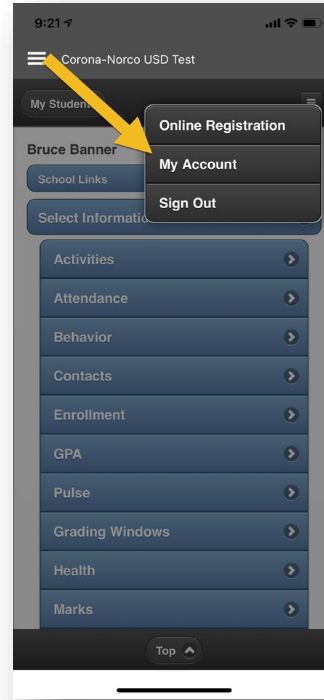 9:21
Corona-Norco USD Test
My Student
Online Registration
My Account
Sign Out
Bruce Banner
School Links
Select
Activities
Attendance
Behavior
Contacts
Enrollment
GPA
Pulse
Grading Windows
Health
Marks
Top